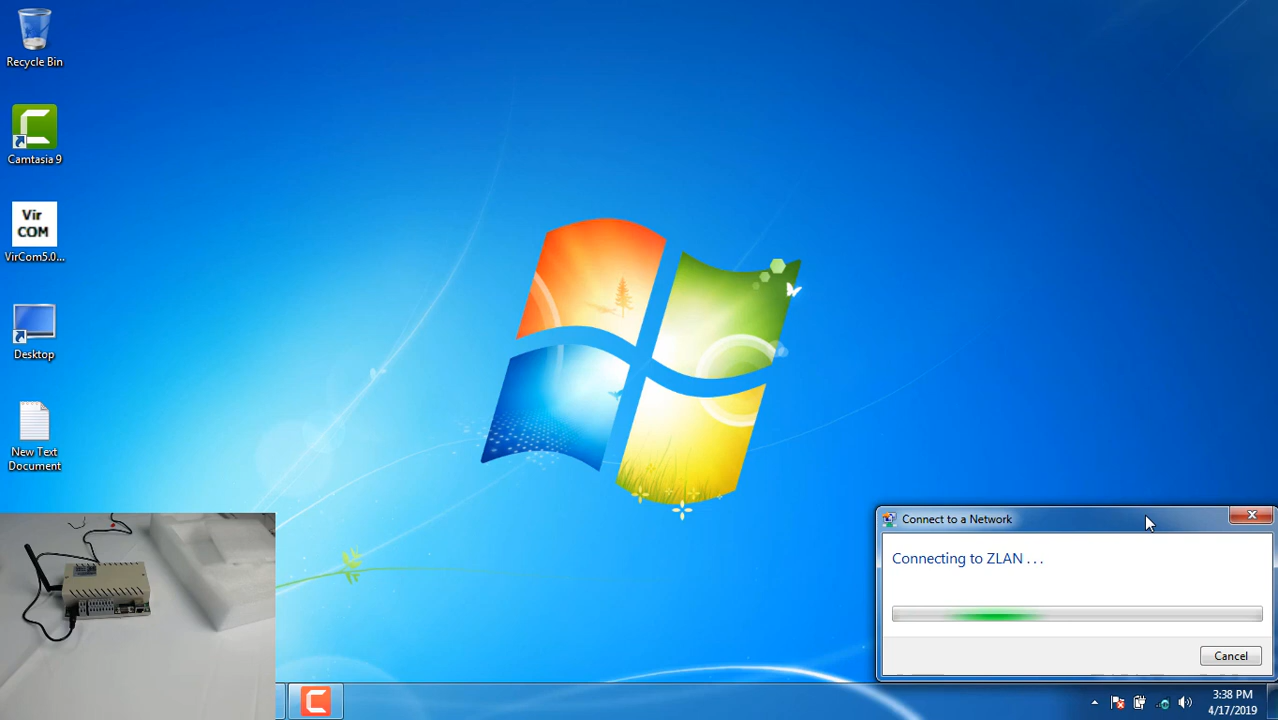 Recycle Bin
Camtasia 9
Vir
COM
VirCom5.0...
Desktop
New Text
Document
Connect to a Network
Connecting to ZLAN . . .
Cancel
3:38 PM
4/17/2019